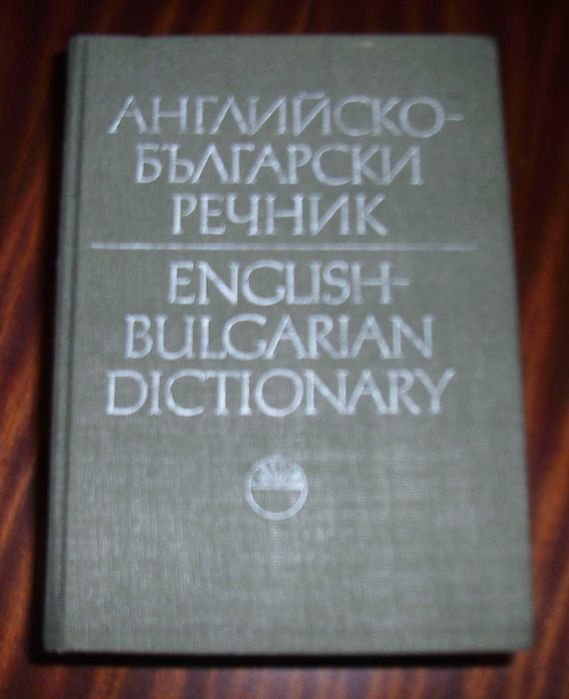 АНГЛИЙСКО-
БЪЛГАРСКИ
РЕЧНИК
ENGLISH-
BULGARIAN
DICTIONARY